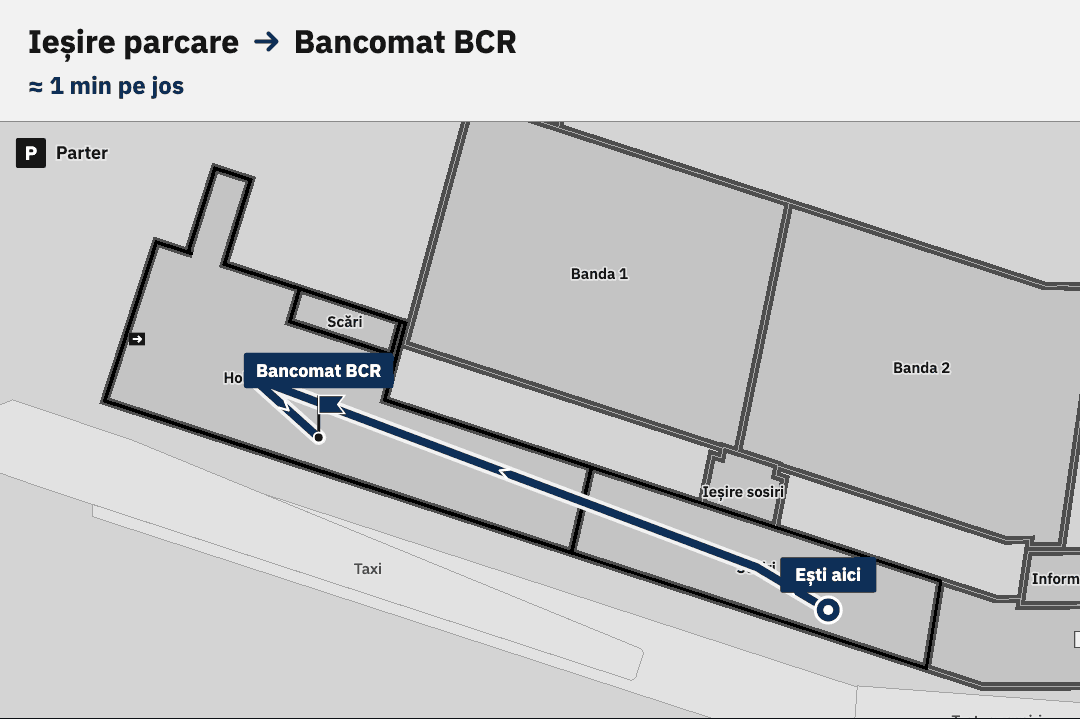 Ieșire parcare → Bancomat BCR
≈ 1 min pe jos
P Parter
Banda 1
Scări
Banda 2
Bancomat BCR
Ieșire sosiri
Ești aici
Taxi
Inform